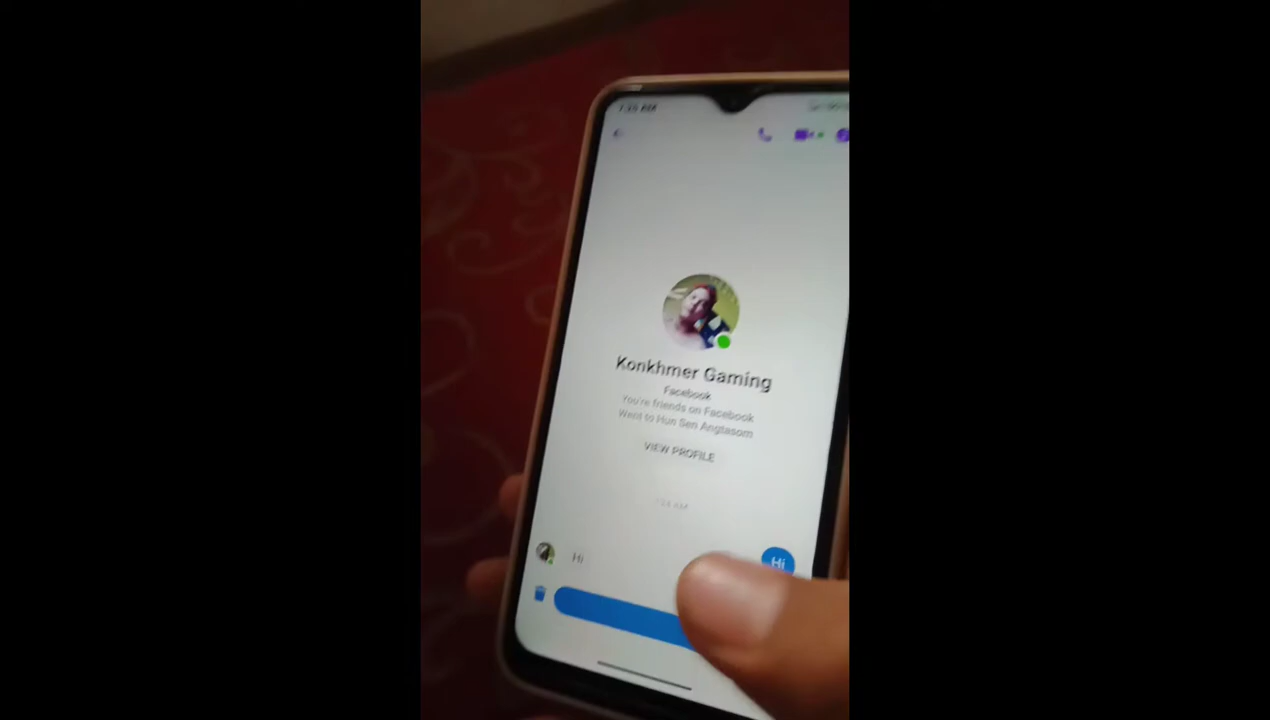 Konkhmer Gaming
Facebook
You're friends on Facebook
Went to Hun Sen Angtasom
VIEW PROFILE
Hi
Hi